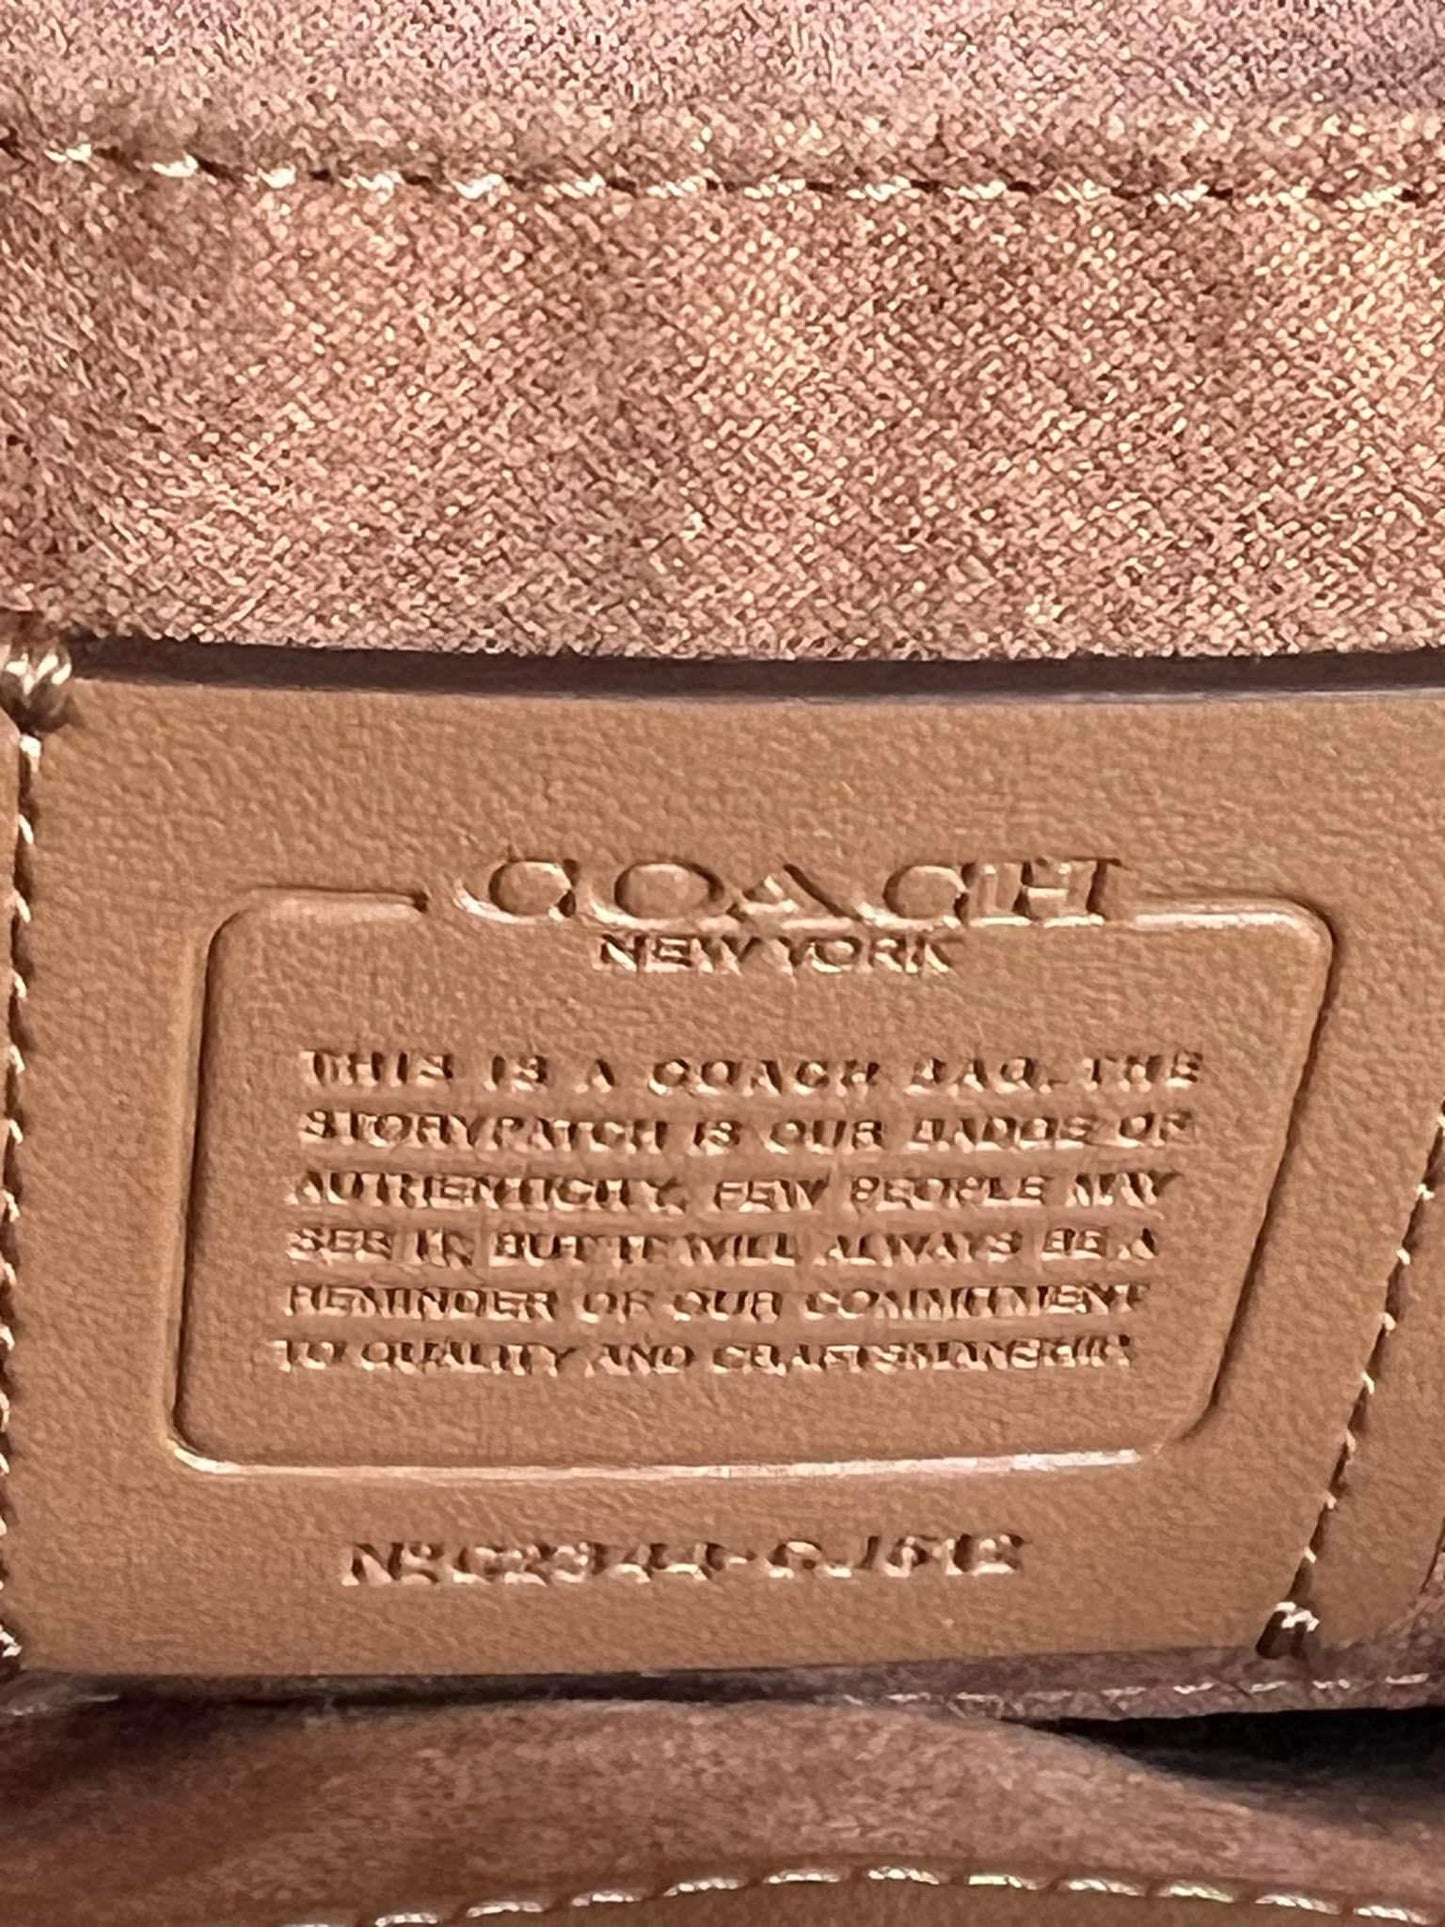 COACH
NEW YORK
THIS IS A COACH BAG. THE
STORYPATCH IS OUR BADGE OF
AUTHENTICITY. FEW PEOPLE MAY
SEE IT, BUT IT WILL ALWAYS BE A
REMINDER OF OUR COMMITMENT
TO QUALITY AND CRAFTSMANSHIP.
Nº